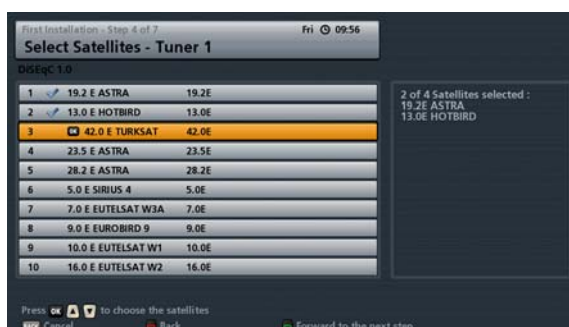 First Installation - Step 4 of 7
Fri 09:56
Select Satellites - Tuner 1
DiSEqC 1.0
1 19.2 E ASTRA 19.2E
2 13.0 E HOTBIRD 13.0E
3 OK 42.0 E TURKSAT 42.0E
4 23.5 E ASTRA 23.5E
5 28.2 E ASTRA 28.2E
6 5.0 E SIRIUS 4 5.0E
7 7.0 E EUTELSAT W3A 7.0E
8 9.0 E EUROBIRD 9 9.0E
9 10.0 E EUTELSAT W1 10.0E
10 16.0 E EUTELSAT W2 16.0E
2 of 4 Satellites selected :
19.2E ASTRA
13.0E HOTBIRD
Press OK to choose the satellites
Cancel Back Forward to the next step